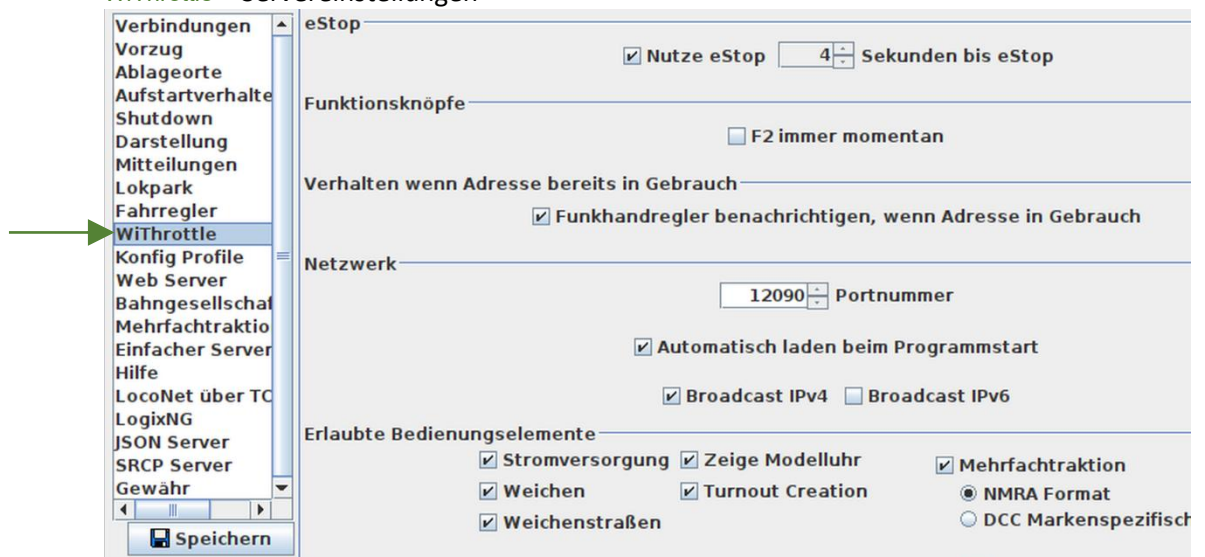 WiThrottle – Servereinstellungen
Verbindungen
Vorzug
Ablageorte
Aufstartverhalte
Shutdown
Darstellung
Mitteilungen
Lokpark
Fahrregler
WiThrottle
Konfig Profile
Web Server
Bahngesellschaf
Mehrfachtraktio
Einfacher Server
Hilfe
LocoNet über TC
LogixNG
JSON Server
SRCP Server
Gewähr
Speichern
eStop
Nutze eStop 4 Sekunden bis eStop
Funktionsknöpfe
F2 immer momentan
Verhalten wenn Adresse bereits in Gebrauch
Funkhandregler benachrichtigen, wenn Adresse in Gebrauch
Netzwerk
12090 Portnummer
Automatisch laden beim Programmstart
Broadcast IPv4 Broadcast IPv6
Erlaubte Bedienungselemente
Stromversorgung Zeige Modelluhr Mehrfachtraktion
Weichen Turnout Creation NMRA Format
Weichenstraßen DCC Markenspezifisch